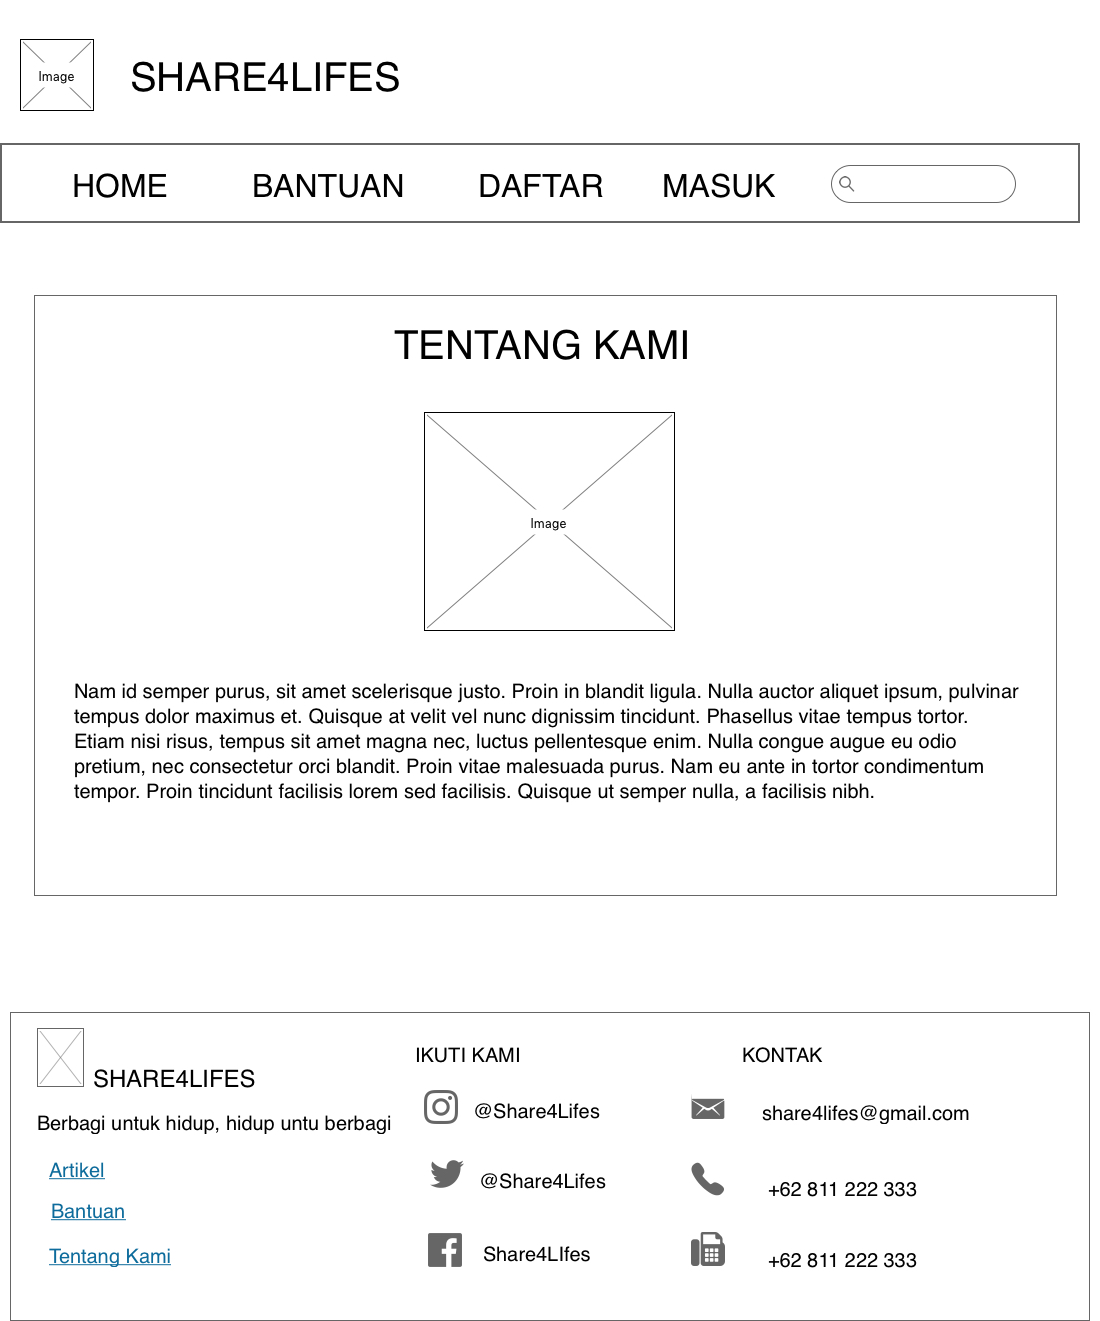 Image
SHARE4LIFES
HOME
BANTUAN
DAFTAR
MASUK
TENTANG KAMI
Image
Nam id semper purus, sit amet scelerisque justo. Proin in blandit ligula. Nulla auctor aliquet ipsum, pulvinar
tempus dolor maximus et. Quisque at velit vel nunc dignissim tincidunt. Phasellus vitae tempus tortor.
Etiam nisi risus, tempus sit amet magna nec, luctus pellentesque enim. Nulla congue augue eu odio
pretium, nec consectetur orci blandit. Proin vitae malesuada purus. Nam eu ante in tortor condimentum
tempor. Proin tincidunt facilisis lorem sed facilisis. Quisque ut semper nulla, a facilisis nibh.
SHARE4LIFES
Berbagi untuk hidup, hidup untu berbagi
Artikel
Bantuan
Tentang Kami
IKUTI KAMI
@Share4Lifes
@Share4Lifes
Share4LIfes
KONTAK
share4lifes@gmail.com
+62 811 222 333
+62 811 222 333